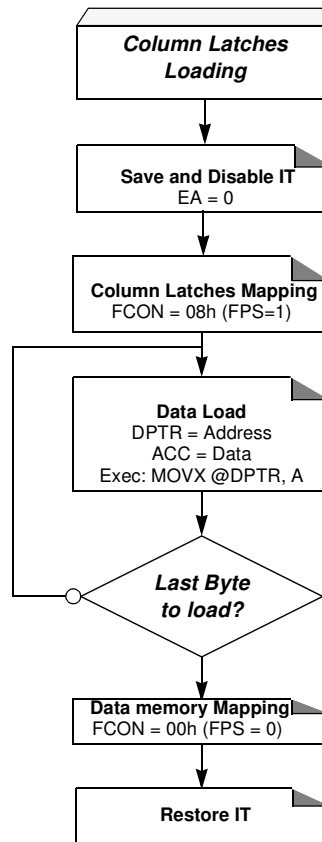 Column Latches
Loading
Save and Disable IT
EA = 0
Column Latches Mapping
FCON = 08h (FPS=1)
Data Load
DPTR = Address
ACC = Data
Exec: MOVX @DPTR, A
Last Byte
to load?
Data memory Mapping
FCON = 00h (FPS = 0)
Restore IT